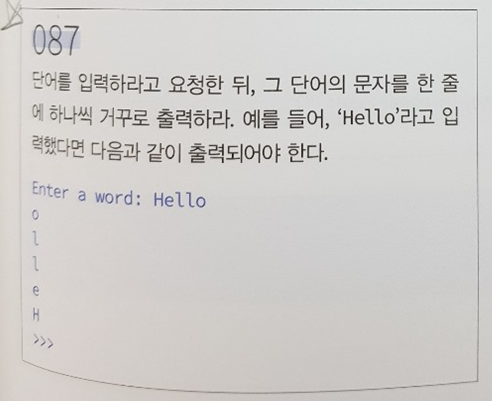 087
단어를 입력하라고 요청한 뒤, 그 단어의 문자를 한 줄
에 하나씩 거꾸로 출력하라. 예를 들어, ‘Hello’라고 입
력했다면 다음과 같이 출력되어야 한다.
Enter a word: Hello
o
l
l
e
H
>>>